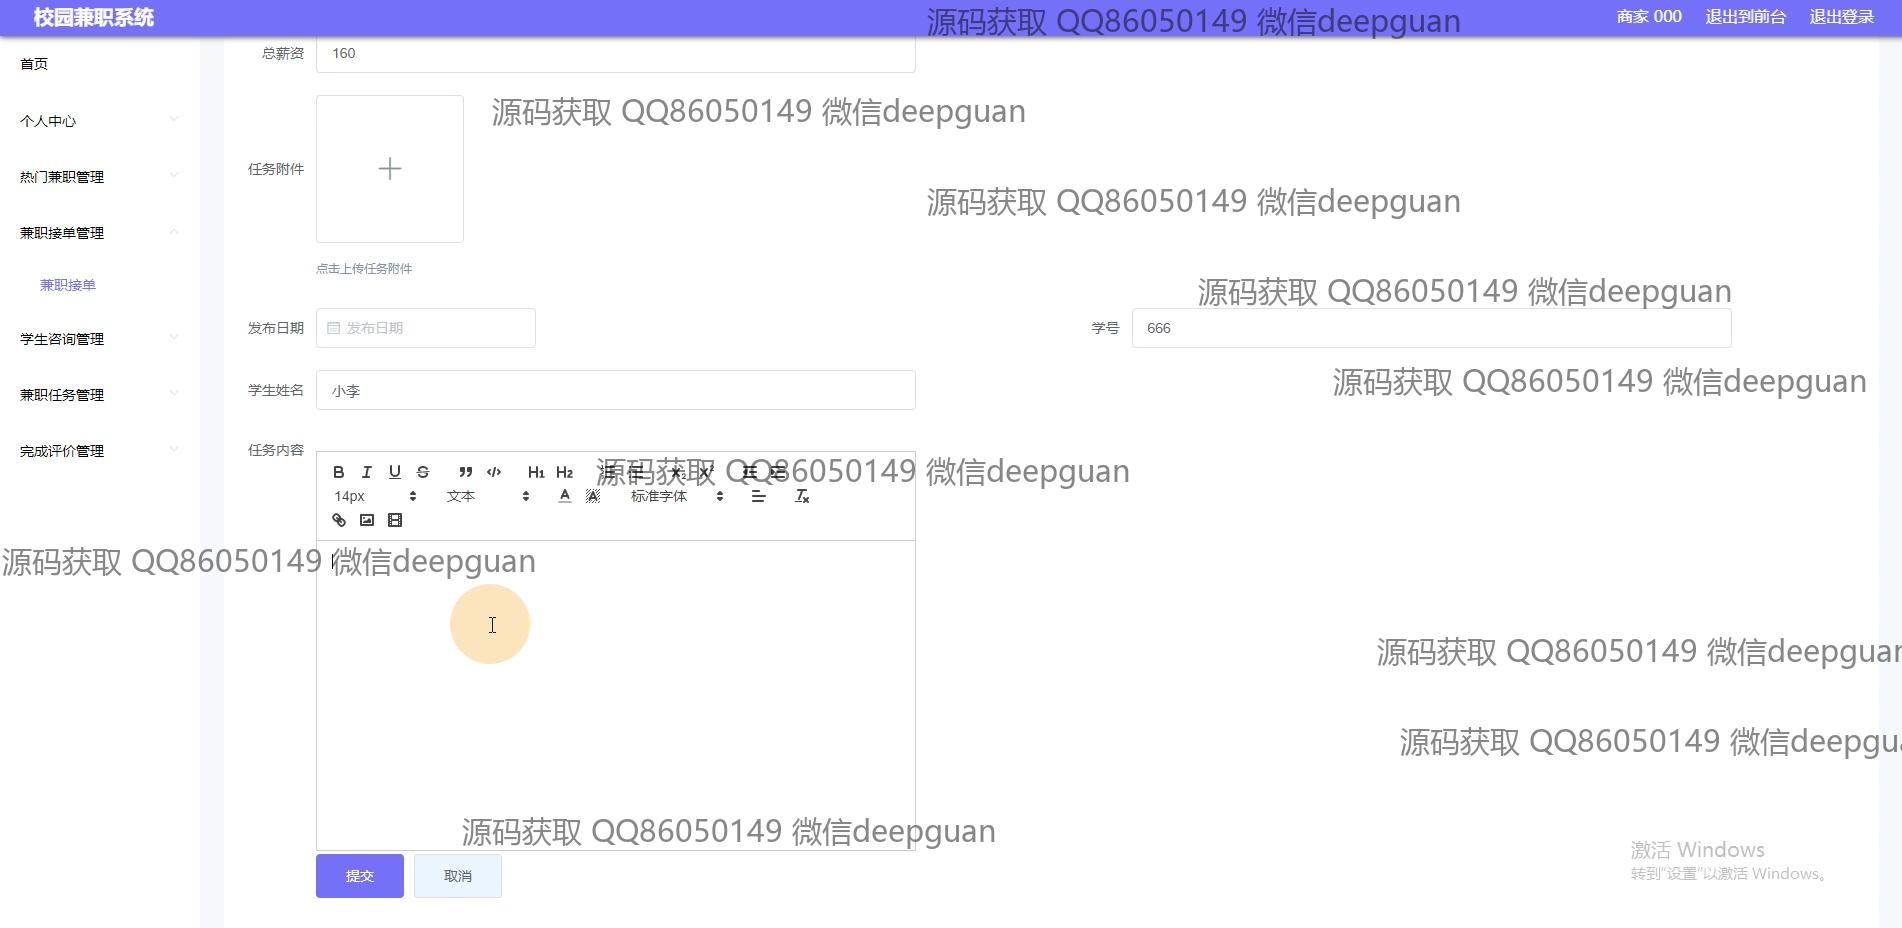 校园兼职系统
源码获取 QQ86050149 微信deepguan
商家 000
退出到前台
退出登录
首页
总薪资
160
源码获取 QQ86050149 微信deepguan
个人中心
任务附件
热门兼职管理
源码获取 QQ86050149 微信deepguan
兼职接单管理
点击上传任务附件
兼职接单
源码获取 QQ86050149 微信deepguan
发布日期
发布日期
学号
666
学生咨询管理
学生姓名
小李
源码获取 QQ86050149 微信deepguan
兼职任务管理
任务内容
完成评价管理
B I U S H1 H2 X2 X2
源码获取 QQ86050149 微信deepguan
14px
文本
A A
标准字体
Tx
源码获取 QQ86050149 微信deepguan
源码获取 QQ86050149 微信deepguan
源码获取 QQ86050149 微信deepgu
源码获取 QQ86050149 微信deepguan
激活 Windows
转到“设置”以激活 Windows。
提交
取消